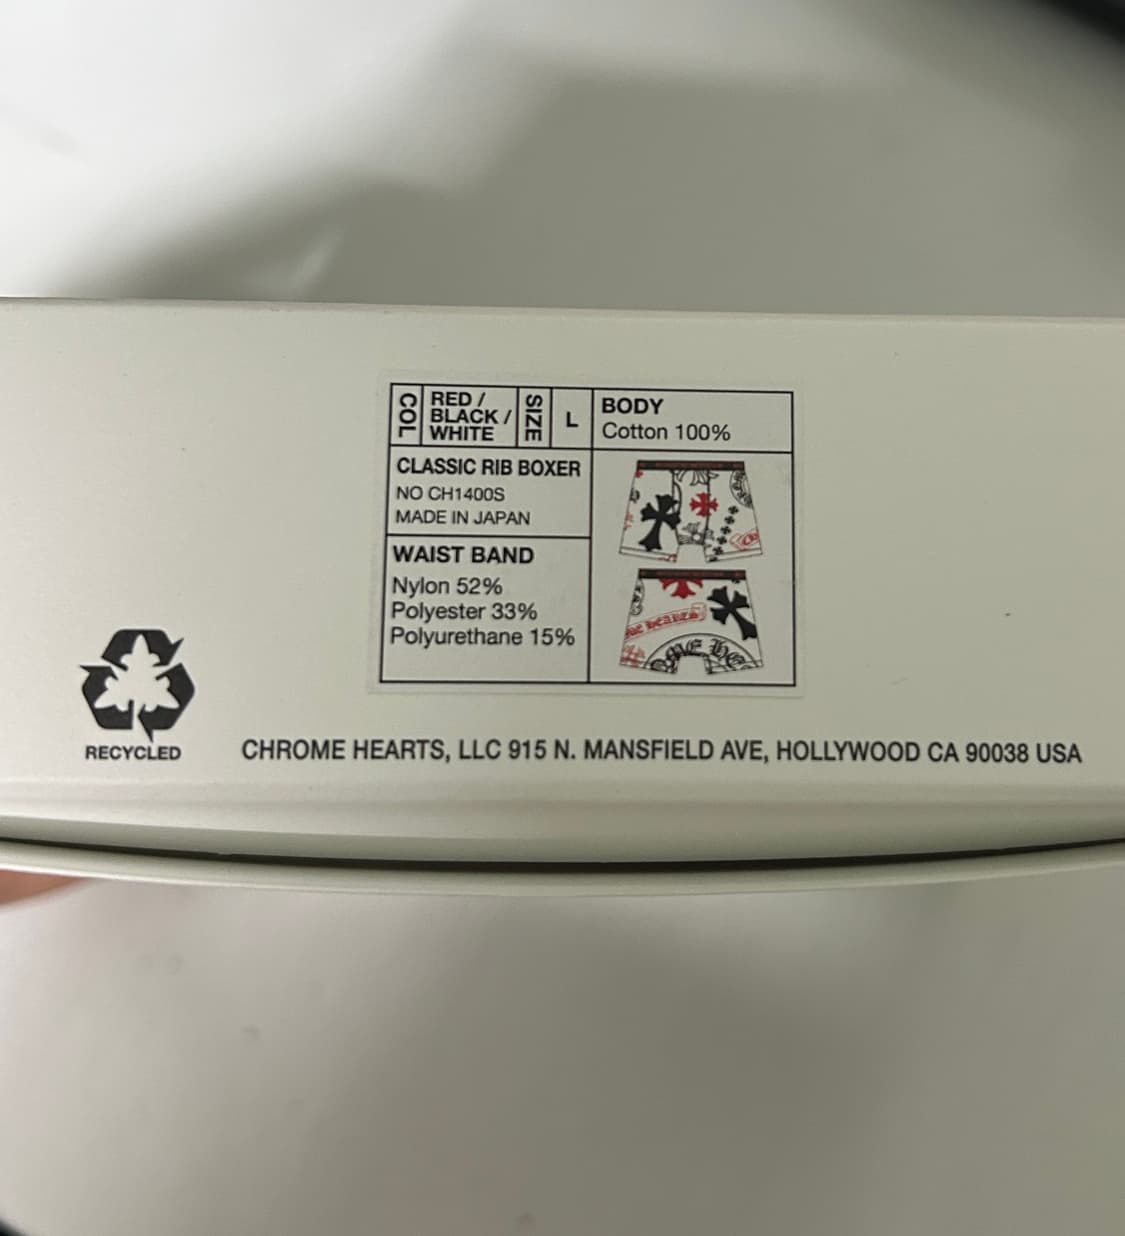 COL
RED /
BLACK /
WHITE
SIZE
L
BODY
Cotton 100%
CLASSIC RIB BOXER
NO CH1400S
MADE IN JAPAN
WAIST BAND
Nylon 52%
Polyester 33%
Polyurethane 15%
RECYCLED
CHROME HEARTS, LLC 915 N. MANSFIELD AVE, HOLLYWOOD CA 90038 USA